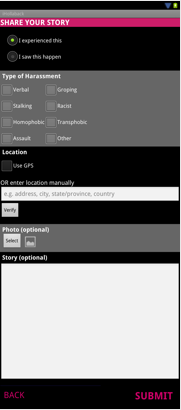 SHARE YOUR STORY
I experienced this
I saw this happen
Type of Harassment
Verbal Groping
Stalking Racist
Homophobic Transphobic
Assault Other
Location
Use GPS
OR enter location manually
e.g. address, city, state/province, country
Verify
Photo (optional)
Select
Story (optional)
BACK SUBMIT